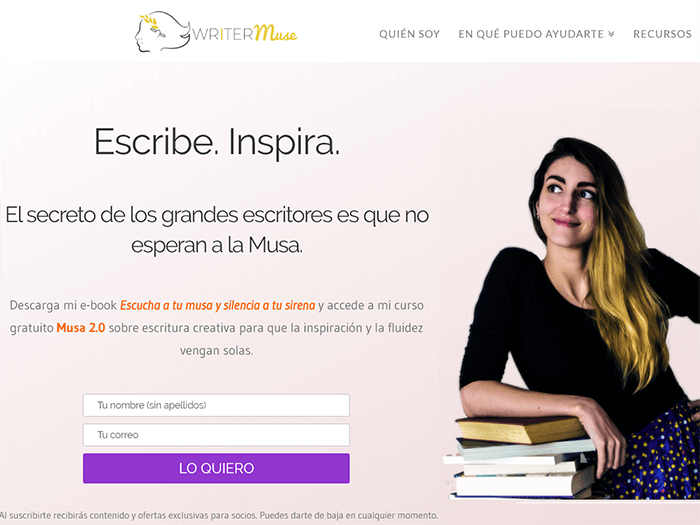 WRITERMuse
QUIÉN SOY
EN QUÉ PUEDO AYUDARTE
RECURSOS
Escribe. Inspira.
El secreto de los grandes escritores es que no
esperan a la Musa.
Descarga mi e-book Escucha a tu musa y silencia a tu sirena y accede a mi curso
gratuito Musa 2.0 sobre escritura creativa para que la inspiración y la fluidez
vengan solas.
Tu nombre (sin apellidos)
Tu correo
LO QUIERO
Al suscribirte recibirás contenido y ofertas exclusivas para socios. Puedes darte de baja en cualquier momento.